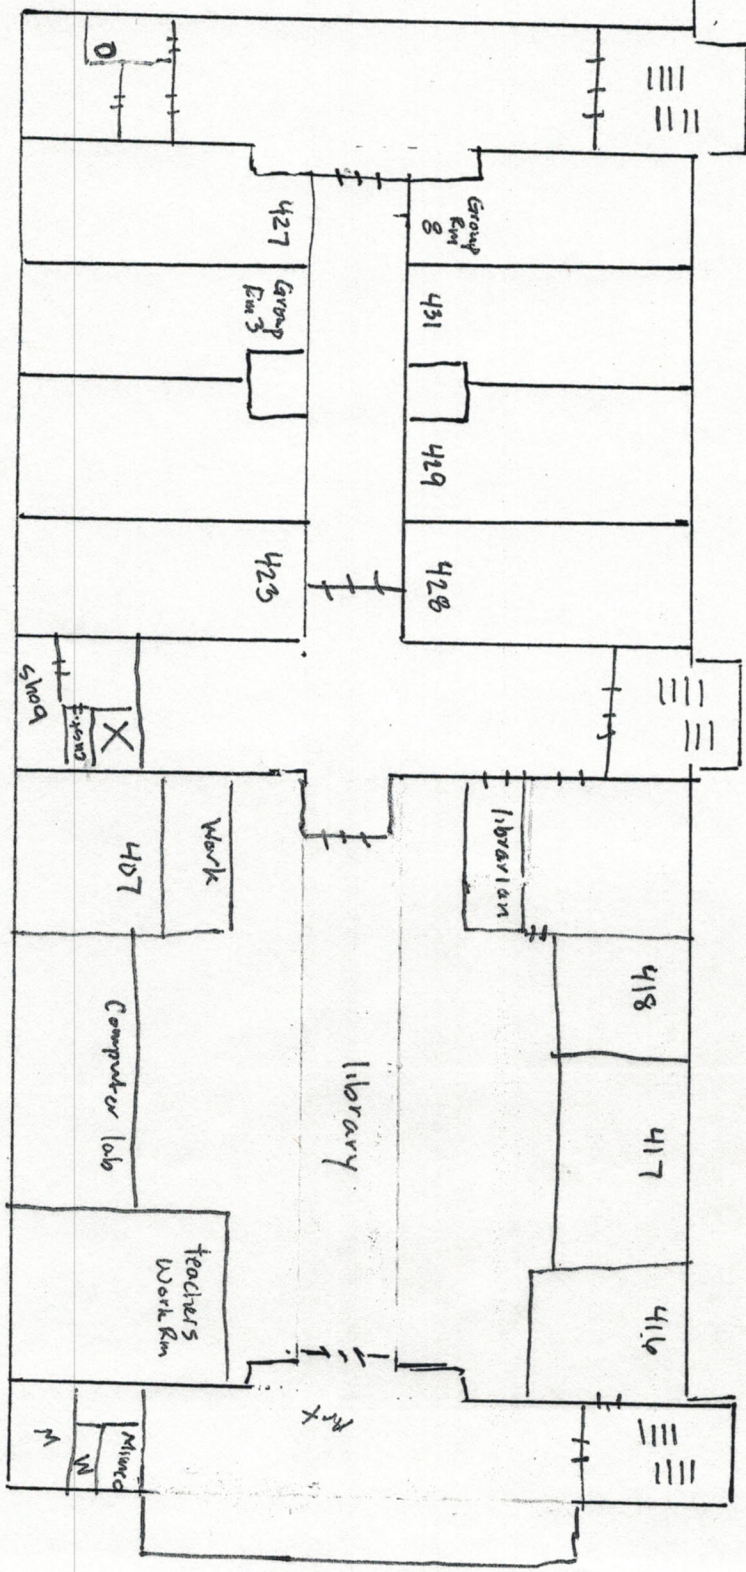 Group
Rm
8
427
Group
Rm 3
431
429
423
428
boys
X
librarian
Work
407
418
Computer lab
library
417
teachers
Work Rm
416
Mimeo
W
M